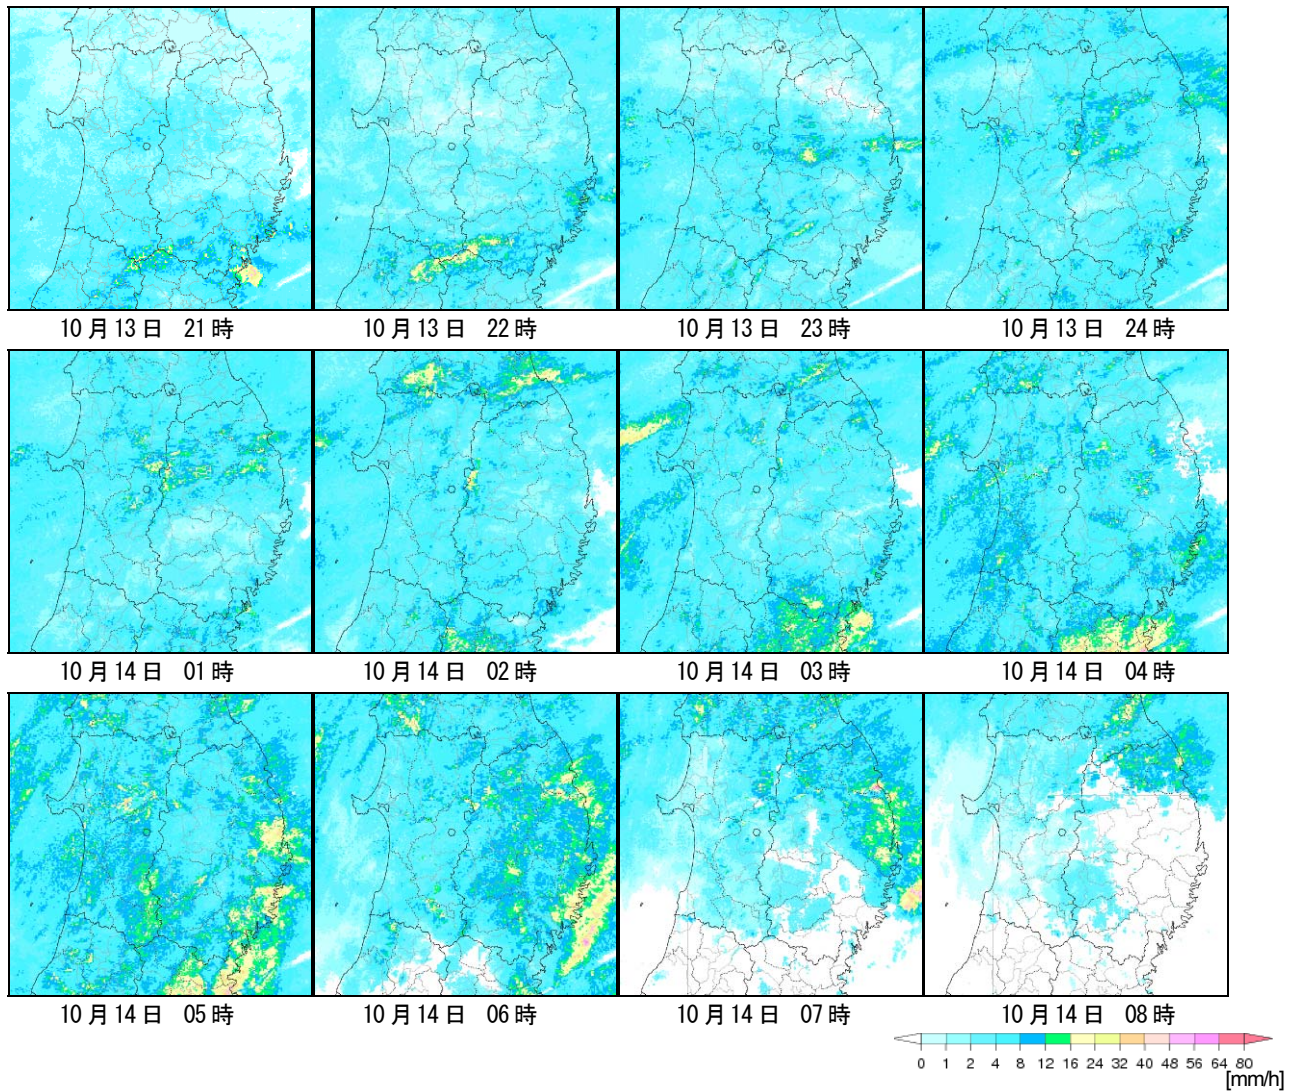 10月13日 21時
10月13日 22時
10月13日 23時
10月13日 24時
10月14日 01時
10月14日 02時
10月14日 03時
10月14日 04時
10月14日 05時
10月14日 06時
10月14日 07時
10月14日 08時
0 1 2 4 8 12 16 24 32 40 48 56 64 80
[mm/h]